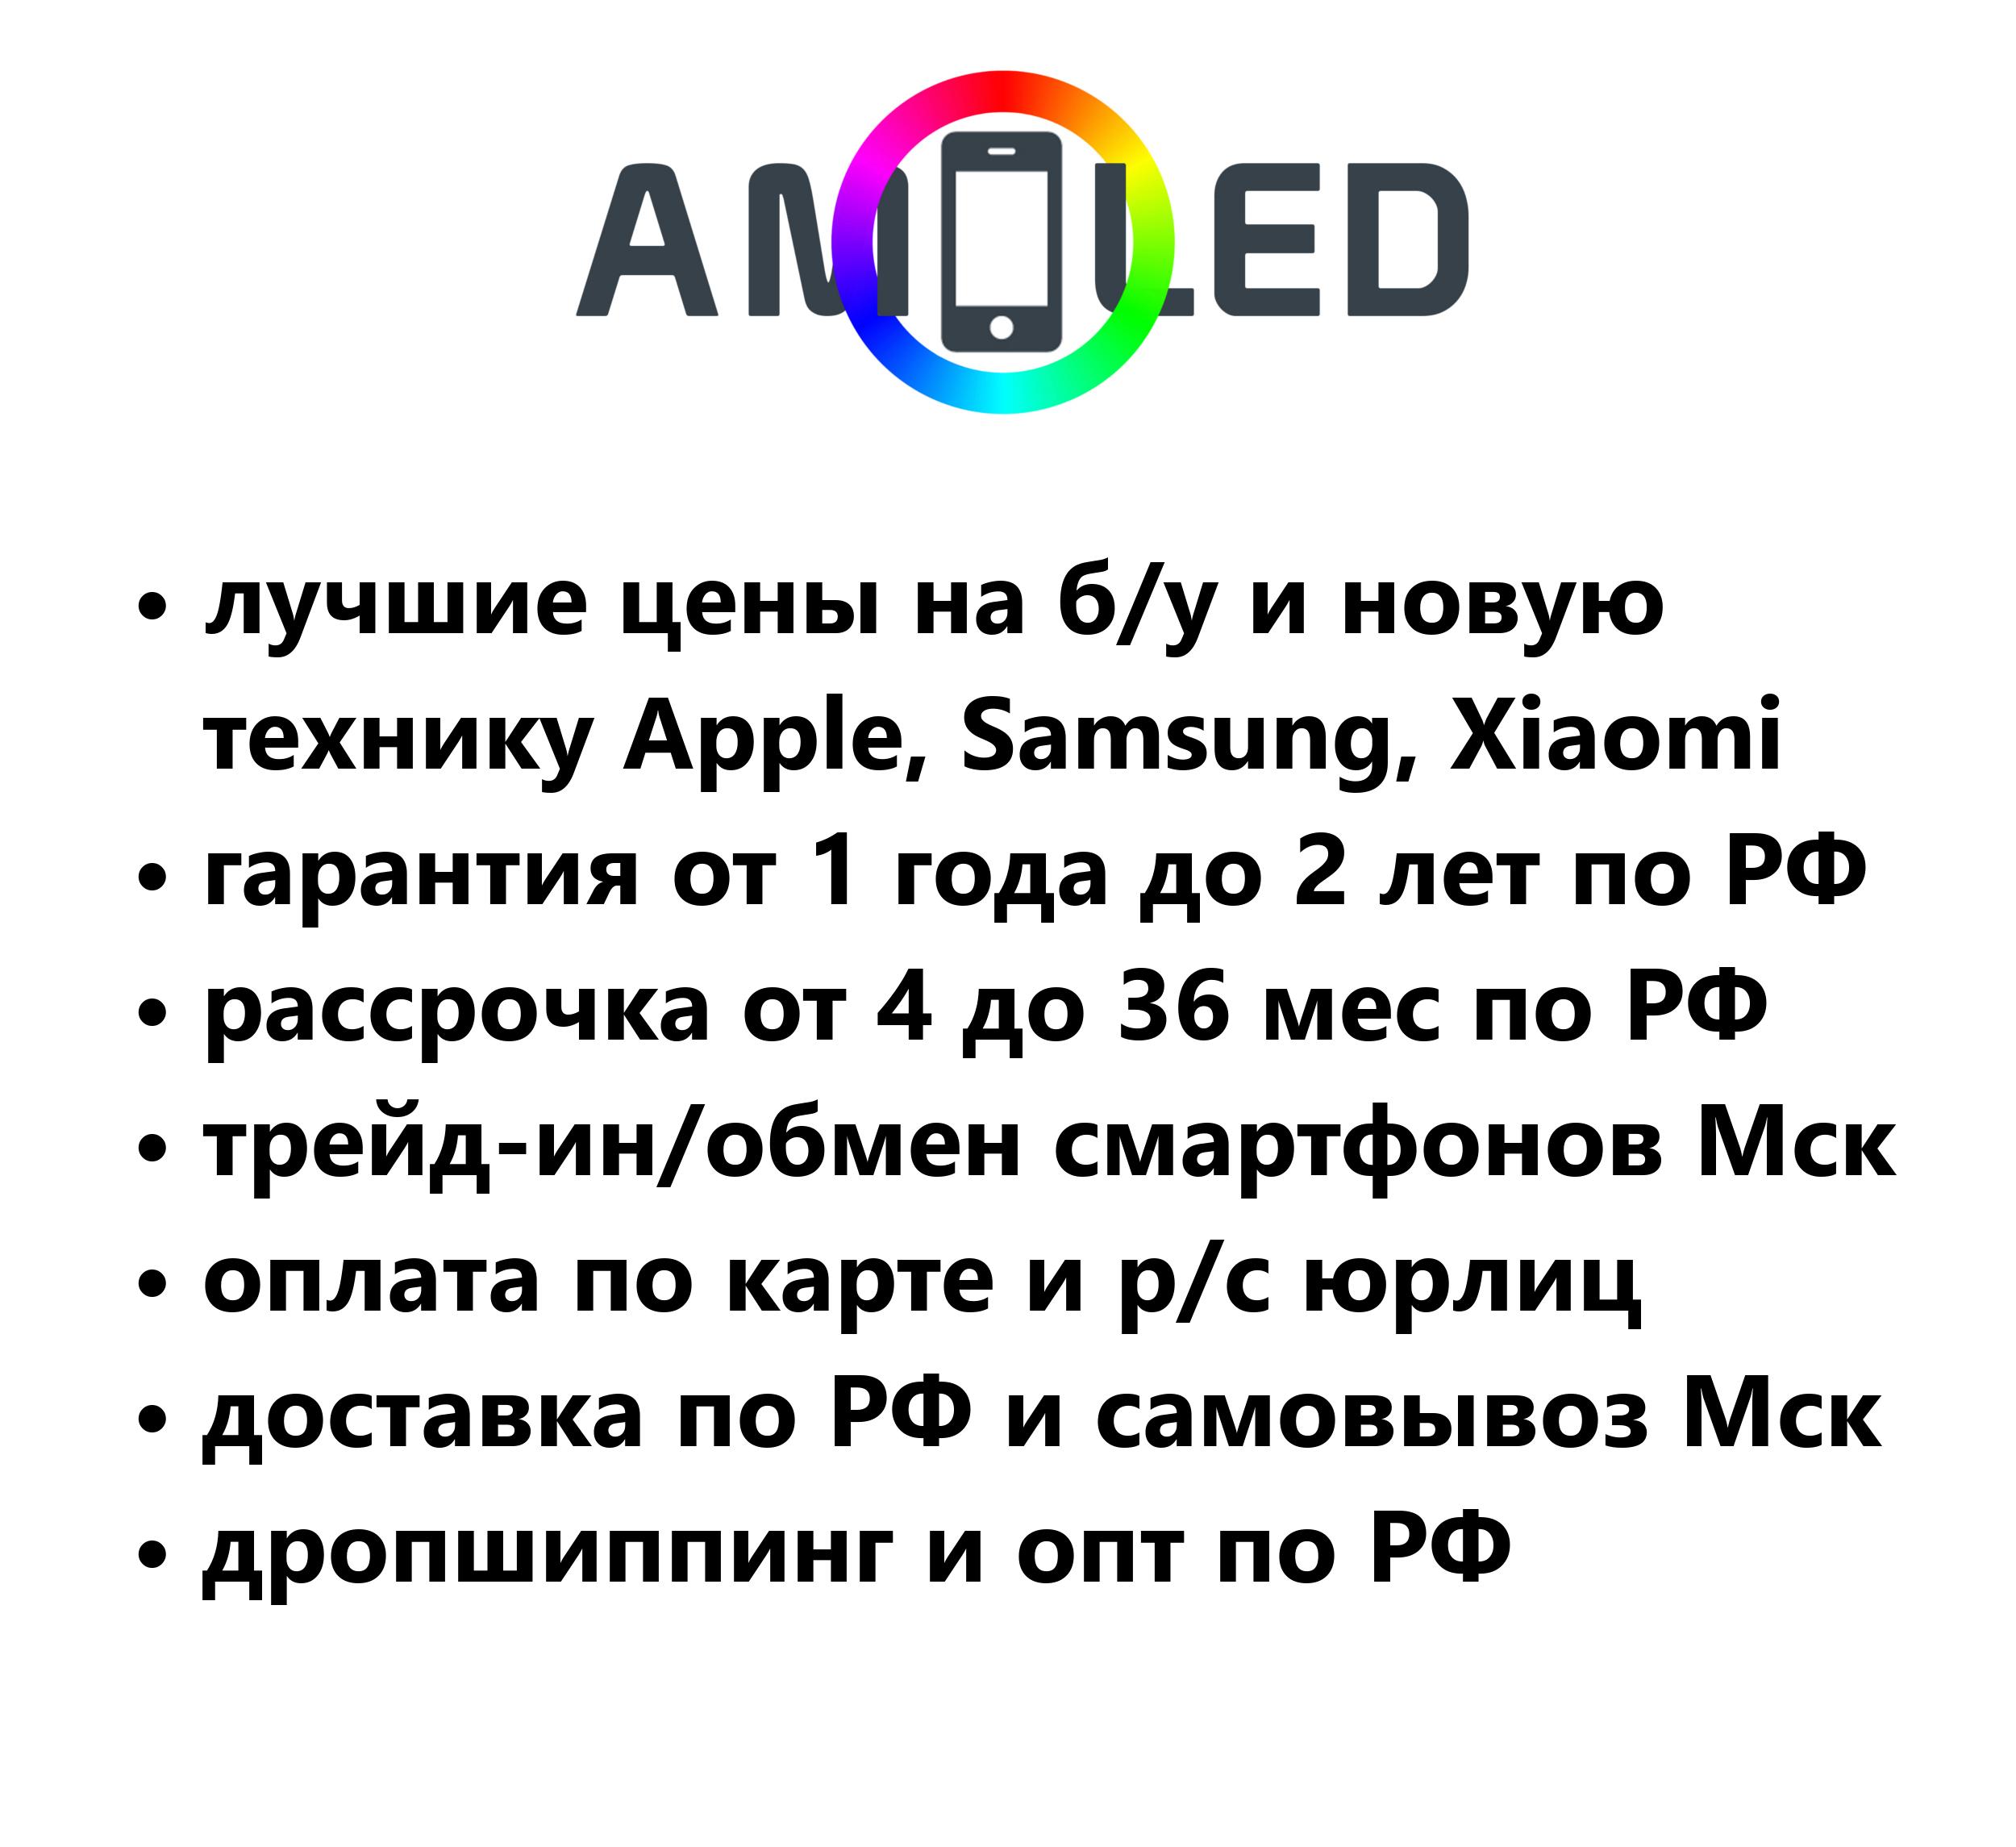 AMOLED
• лучшие цены на б/у и новую
технику Apple, Samsung, Xiaomi
• гарантия от 1 года до 2 лет по РФ
• рассрочка от 4 до 36 мес по РФ
• трейд-ин/обмен смартфонов Мск
• оплата по карте и р/с юрлиц
• доставка по РФ и самовывоз Мск
• дропшиппинг и опт по РФ